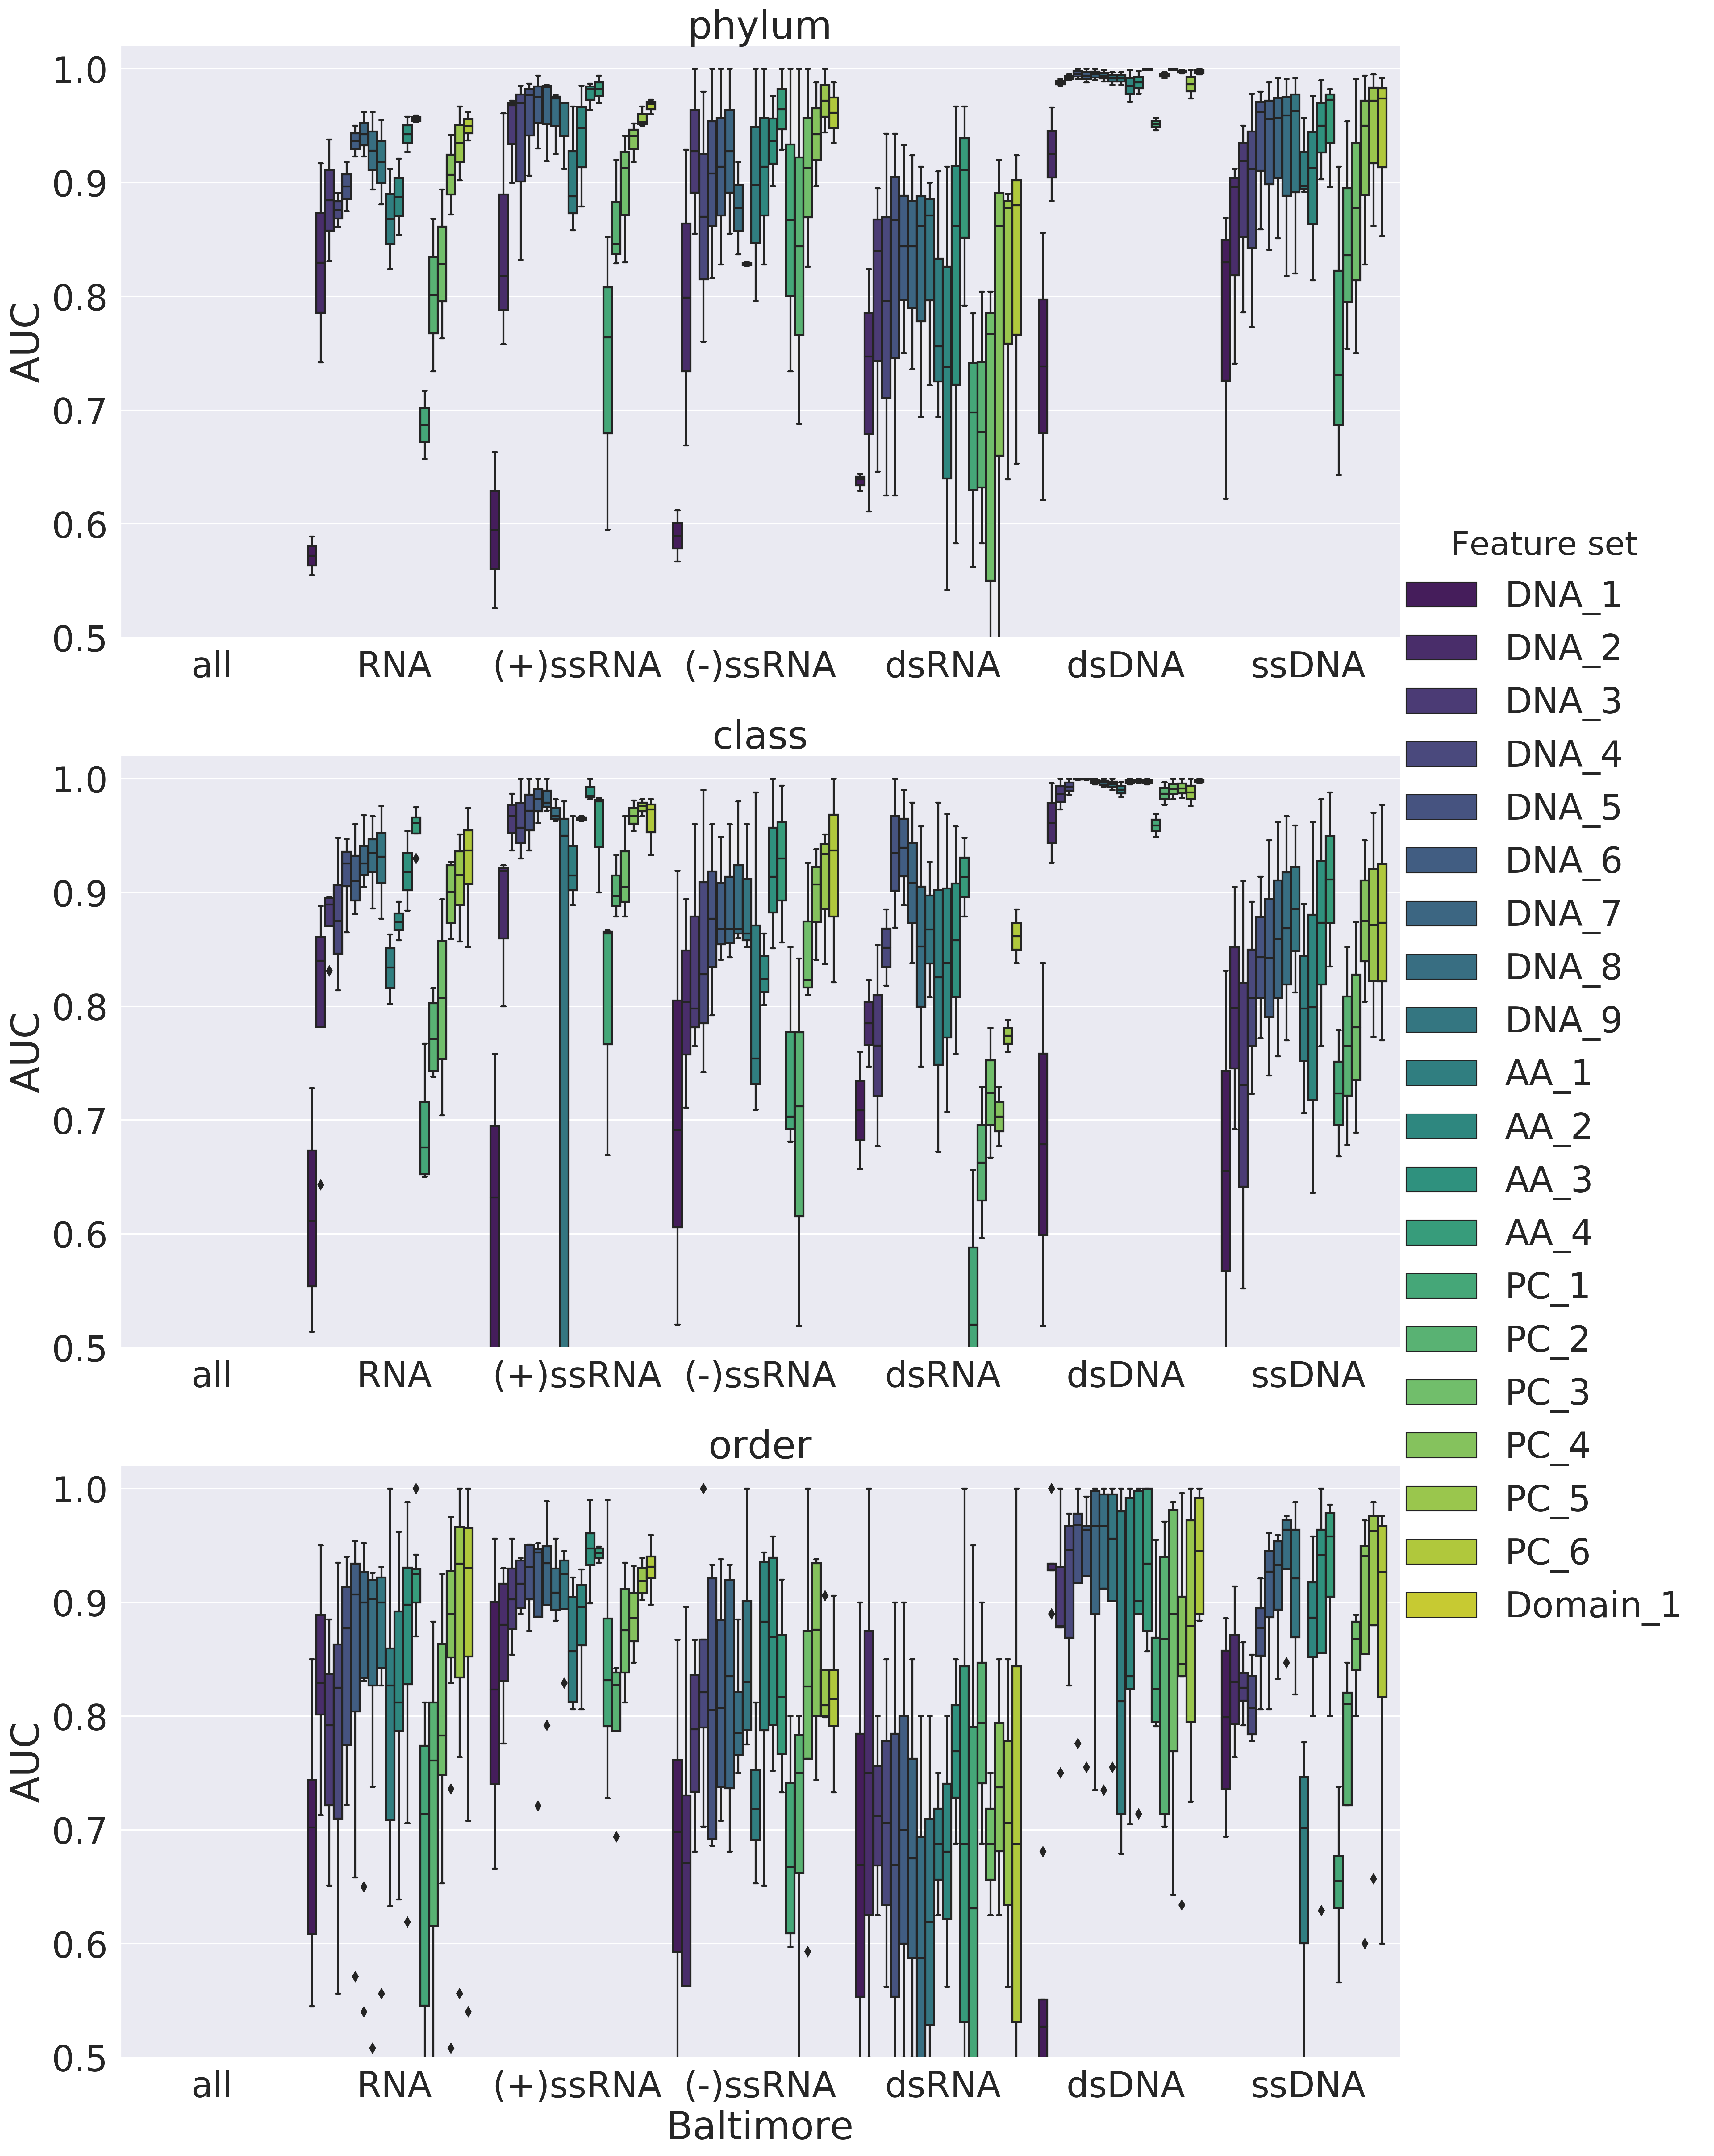 phylum
1.0
0.9
0.8
0.7
0.6
0.5
AUC
all RNA (+)ssRNA (-)ssRNA dsRNA dsDNA ssDNA
class
1.0
0.9
0.8
0.7
0.6
0.5
AUC
all RNA (+)ssRNA (-)ssRNA dsRNA dsDNA ssDNA
order
1.0
0.9
0.8
0.7
0.6
0.5
AUC
all RNA (+)ssRNA (-)ssRNA dsRNA dsDNA ssDNA
Baltimore
Feature set
DNA_1
DNA_2
DNA_3
DNA_4
DNA_5
DNA_6
DNA_7
DNA_8
DNA_9
AA_1
AA_2
AA_3
AA_4
PC_1
PC_2
PC_3
PC_4
PC_5
PC_6
Domain_1